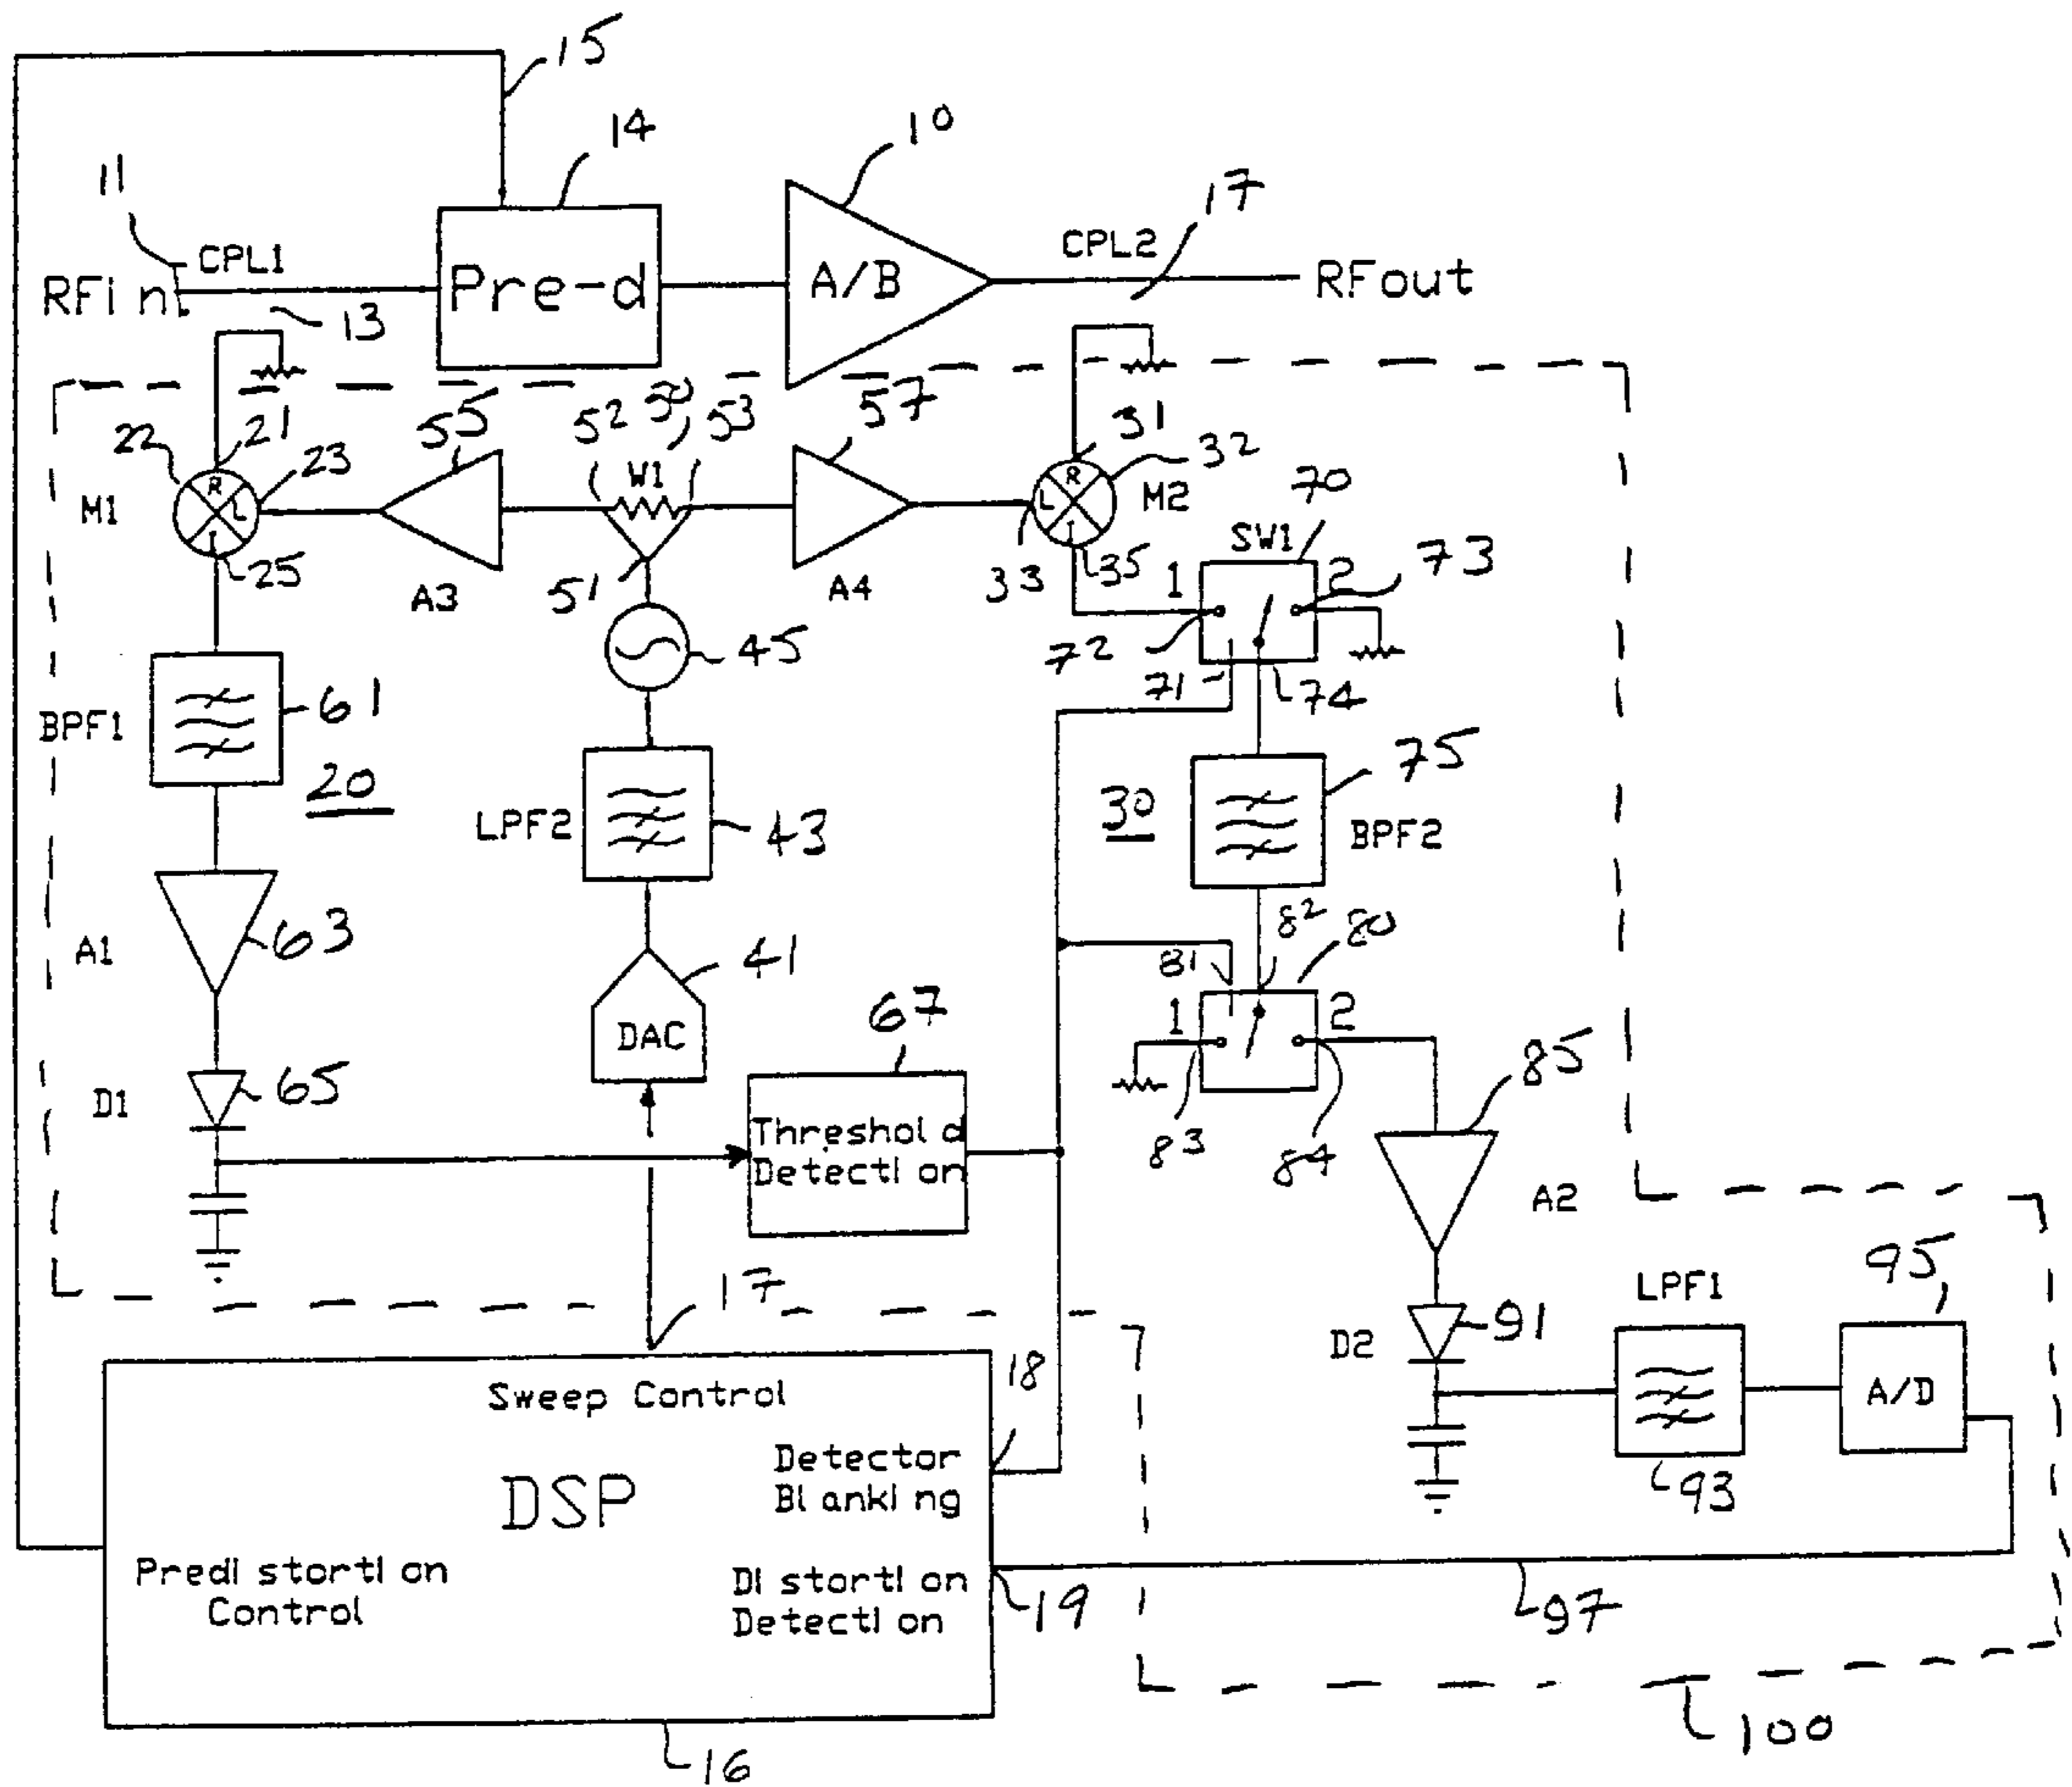 15
14
10
11
17
CPL1
CPL2
RFin
Pre-d
A/B
RFout
13
22
21
23
55
52
50
53
57
31
32
70
R
L
I
W1
R
L
I
M1
M2
SW1
25
A3
51
A4
33
35
1
2
73
72
71
74
45
BPF1
61
20
LPF2
43
30
75
BPF2
A1
63
41
82
80
81
DAC
67
1
2
85
D1
65
Threshold
Detection
83
84
A2
95
17
LPF1
91
D2
18
A/D
Sweep Control
Detector
Blanking
DSP
93
Predistortion
Control
Distortion
Detection
19
97
16
100